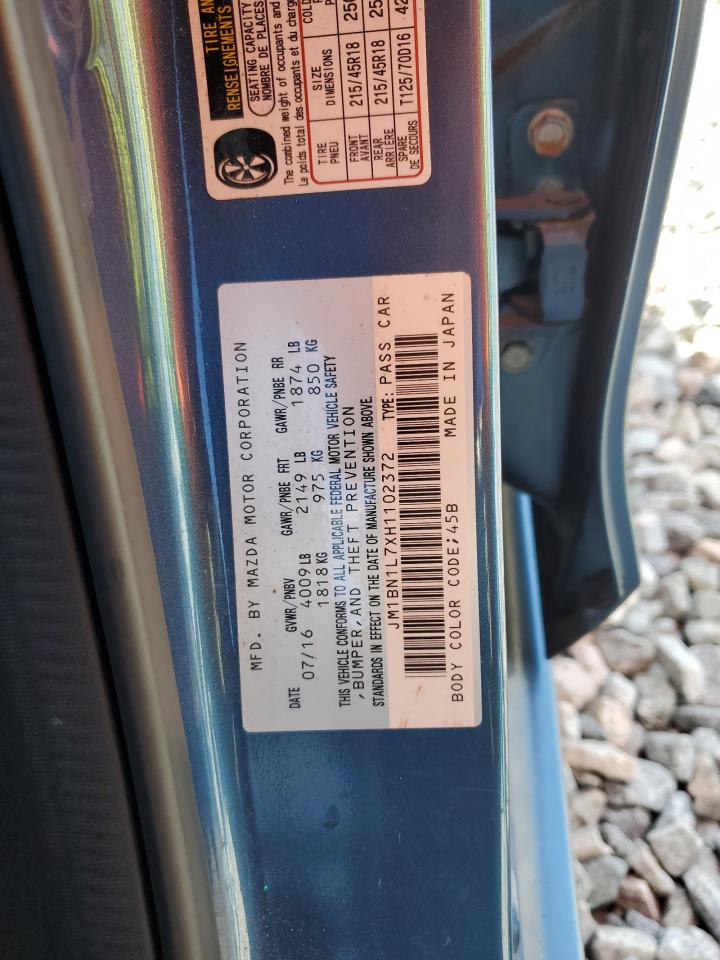 MFD. BY MAZDA MOTOR CORPORATION
DATE GVWR/PNBV GAWR/PNBE FRT GAWR/PNBE RR
07/16 4009LB 2149 LB 1874 LB
1818KG 975 KG 850 KG
THIS VEHICLE CONFORMS TO ALL APPLICABLE FEDERAL MOTOR VEHICLE SAFETY
,BUMPER,AND THEFT PREVENTION
STANDARDS IN EFFECT ON THE DATE OF MANUFACTURE SHOWN ABOVE.
JM1BN1L7XH1102372 TYPE: PASS CAR
BODY COLOR CODE;45B MADE IN JAPAN
TIRE
RENSEIGNEMENTS
SEATING CAPACITY
NOMBRE DE PLACES
The combined weight of occupants and
Le poids total des occupants et du
TIRE SIZE COLD
PNEU DIMENSIONS
FRONT 215/45R18
AVANT
REAR 215/45R18
ARRIÈRE
SPARE T125/70D16
DE SECOURS